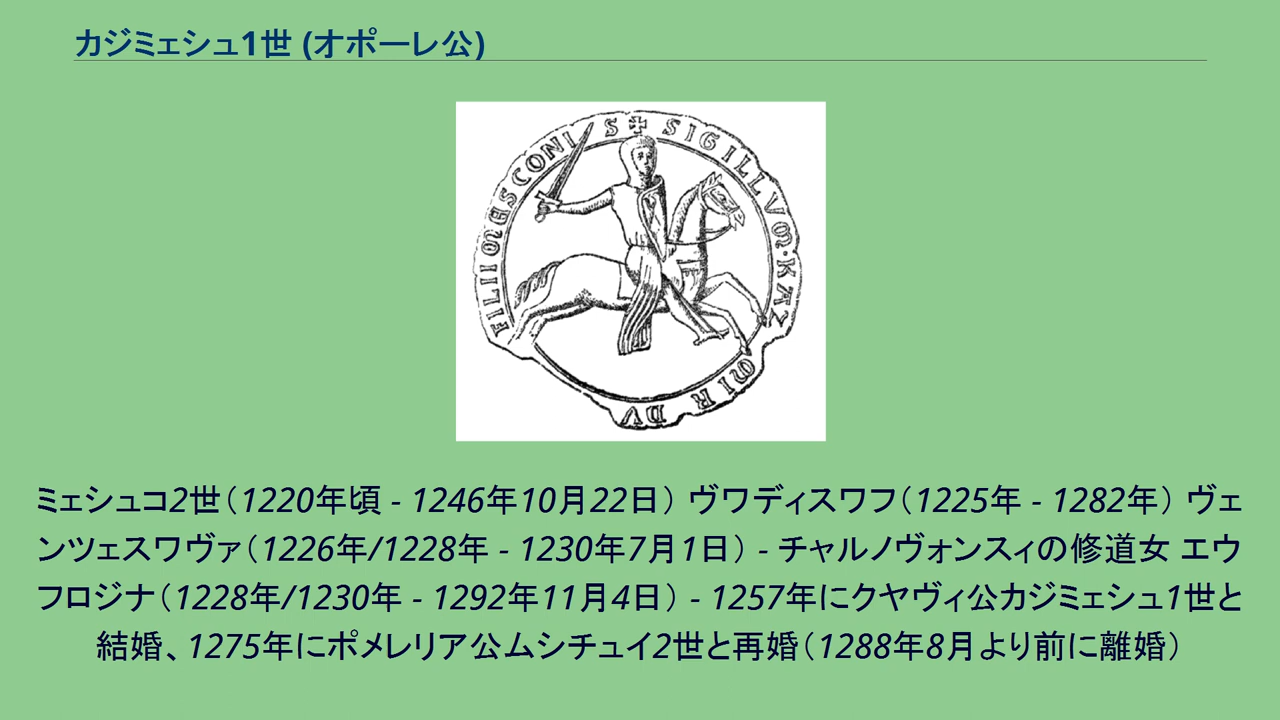 カジミェシュ1世 (オポーレ公)
S✠SIGILLVM·KAZ
MIR DV
FILII MESCONI
ミェシュコ2世（1220年頃 - 1246年10月22日） ヴワディスワフ（1225年 - 1282年） ヴェ
ンツェスワヴァ（1226年/1228年 - 1230年7月1日） - チャルノヴォンスィの修道女 エウ
フロジナ（1228年/1230年 - 1292年11月4日） - 1257年にクヤヴィ公カジミェシュ1世と
結婚、1275年にポメレリア公ムシチュイ2世と再婚（1288年8月より前に離婚）